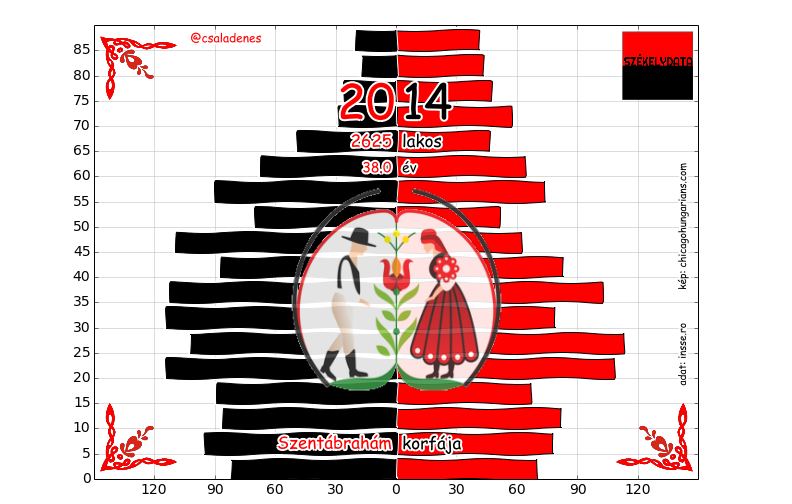 @csaladenes
SZÉKELYDATA
2014
2625 lakos
38.0 év
kép: chicagohungarians.com
adat: insse.ro
Szentábrahám korfája
85
80
75
70
65
60
55
50
45
40
35
30
25
20
15
10
5
0
120 90 60 30 0 30 60 90 120